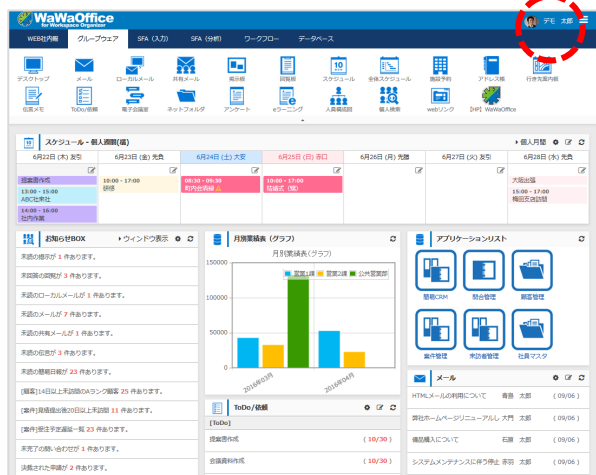 WaWaOffice
for Workspace Organizer
デモ 太郎
WEB社内報 グループウェア SFA（入力） SFA（分析） ワークフロー データベース
デスクトップ メール ローカルメール 共有メール 掲示板 回覧板 スケジュール 全体スケジュール 施設予約 アドレス帳 行き先案内板
伝言メモ ToDo/依頼 電子会議室 ネットフォルダ アンケート eラーニング 人員構成図 個人検索 webリンク 【HP】WaWaOffice
スケジュール - 個人週間(横) 個人月間
6月22日 (木) 友引 6月23日 (金) 先負 6月24日 (土) 大安 6月25日 (日) 赤口 6月26日 (月) 先勝 6月27日 (火) 友引 6月28日 (水) 先負
提案書作成 10:00 - 17:00 08:30 - 09:30 10:00 - 17:00 大阪出張
研修 町内会清掃 結婚式（盤）
13:00 - 15:00 15:00 - 17:00
ABC社来社 梅田支店訪問
14:00 - 16:00
社内作業
お知らせBOX ウィンドウ表示
未読の掲示が 1 件あります。
未回答の回覧が 3 件あります。
未読のローカルメールが 1 件あります。
未読のメールが 7 件あります。
未読の共有メールが 1 件あります。
未読の伝言が 3 件あります。
未読の簡易日報が 23 件あります。
[顧客]14日以上未訪問のAランク顧客 25 件あります。
[案件]見積提出後20日以上未訪問 11 件あります。
[案件]受注予定遅延一覧 23 件あります。
未完了の問い合わせが 1 件あります。
決裁された申請が 2 件あります。
月別業績表（グラフ）
月別業績表（グラフ）
150000
営業1課 営業2課 公共営業部
100000
50000
0
2016年03月 2016年04月
ToDo/依頼
[ToDo]
提案書作成 ( 10/30 )
会議資料作成 ( 10/30 )
アプリケーションリスト
簡易CRM 問合管理 顧客管理
案件管理 来訪者管理 社員マスタ
メール
HTMLメールの利用について 青島 太郎 ( 09/06 )
弊社ホームページリニューアルし 大門 太郎 ( 09/06 )
備品購入について 石原 太郎 ( 09/06 )
システムメンテナンスに伴う停止 赤羽 太郎 ( 09/06 )